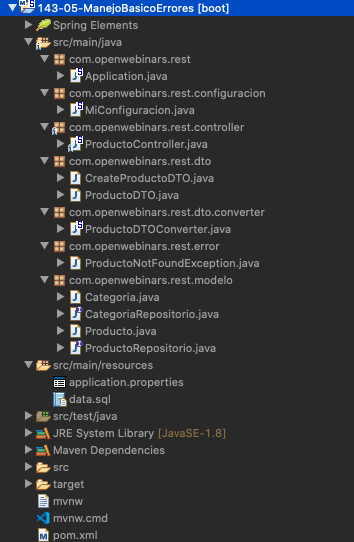 143-05-ManejoBasicoErrores [boot]
Spring Elements
src/main/java
com.openwebinars.rest
Application.java
com.openwebinars.rest.configuracion
MiConfiguracion.java
com.openwebinars.rest.controller
ProductoController.java
com.openwebinars.rest.dto
CreateProductoDTO.java
ProductoDTO.java
com.openwebinars.rest.dto.converter
ProductoDTOConverter.java
com.openwebinars.rest.error
ProductoNotFoundException.java
com.openwebinars.rest.modelo
Categoria.java
CategoriaRepositorio.java
Producto.java
ProductoRepositorio.java
src/main/resources
application.properties
data.sql
src/test/java
JRE System Library [JavaSE-1.8]
Maven Dependencies
src
target
mvnw
mvnw.cmd
pom.xml